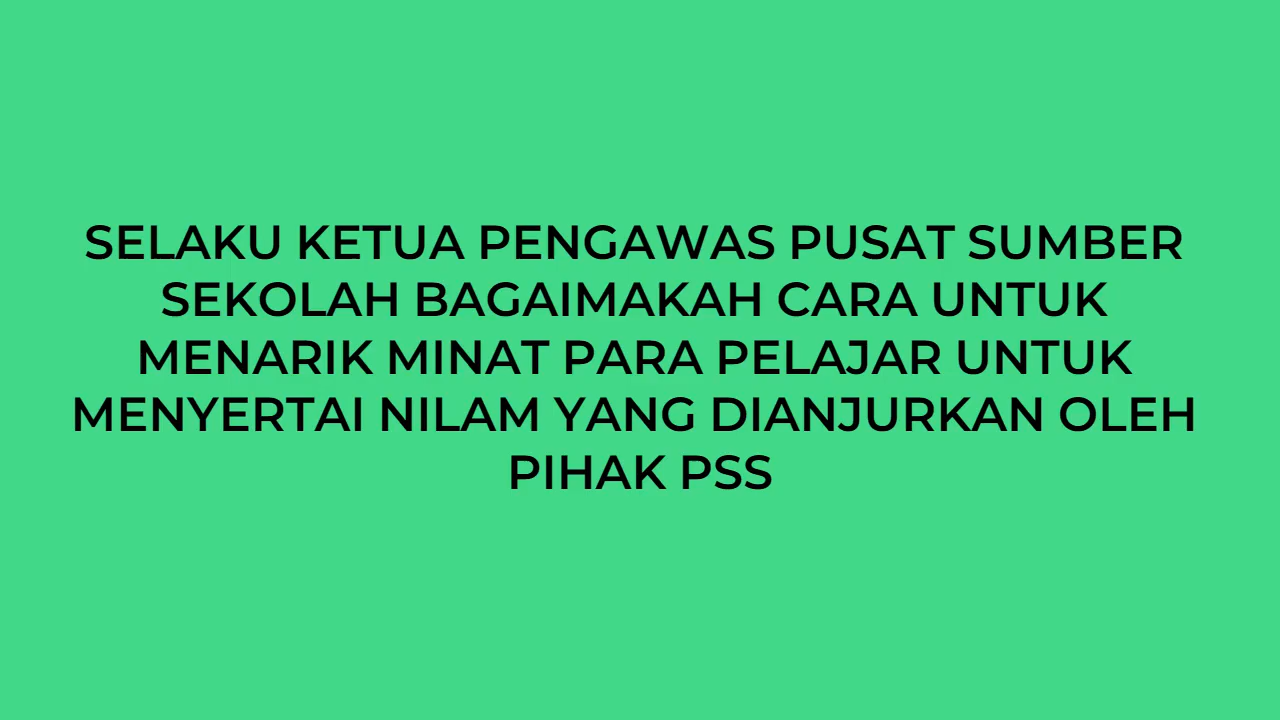 SELAKU KETUA PENGAWAS PUSAT SUMBER
SEKOLAH BAGAIMAKAH CARA UNTUK
MENARIK MINAT PARA PELAJAR UNTUK
MENYERTAI NILAM YANG DIANJURKAN OLEH
PIHAK PSS